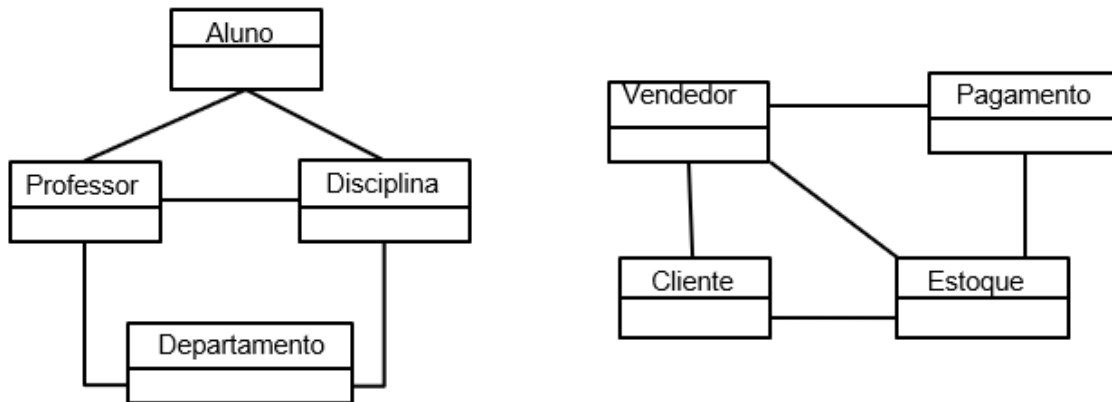 Aluno
Professor
Disciplina
Departamento
Vendedor
Pagamento
Cliente
Estoque